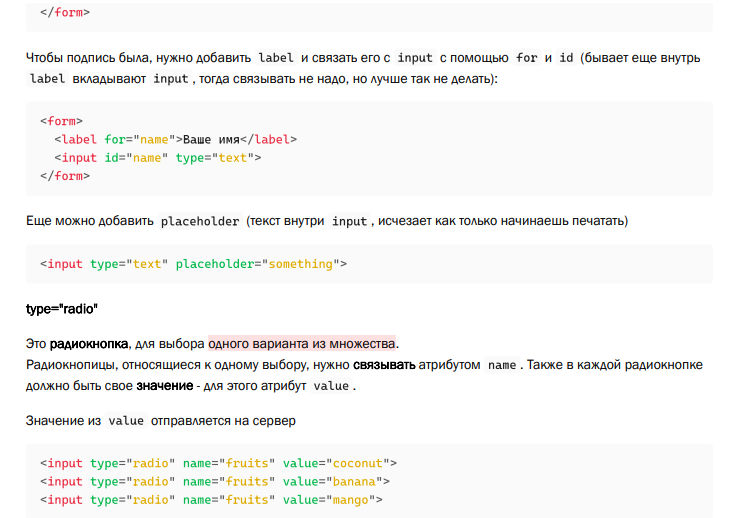 </form>
Чтобы подпись была, нужно добавить label и связать его с input с помощью for и id (бывает еще внутрь
label вкладывают input, тогда связывать не надо, но лучше так не делать):
<form>
<label for="name">Ваше имя</label>
<input id="name" type="text">
</form>
Еще можно добавить placeholder (текст внутри input, исчезает как только начинаешь печатать)
<input type="text" placeholder="something">
type="radio"
Это радиокнопка, для выбора одного варианта из множества.
Радиокнопицы, относящиеся к одному выбору, нужно связывать атрибутом name. Также в каждой радиокнопке
должно быть свое значение - для этого атрибут value.
Значение из value отправляется на сервер
<input type="radio" name="fruits" value="coconut">
<input type="radio" name="fruits" value="banana">
<input type="radio" name="fruits" value="mango">